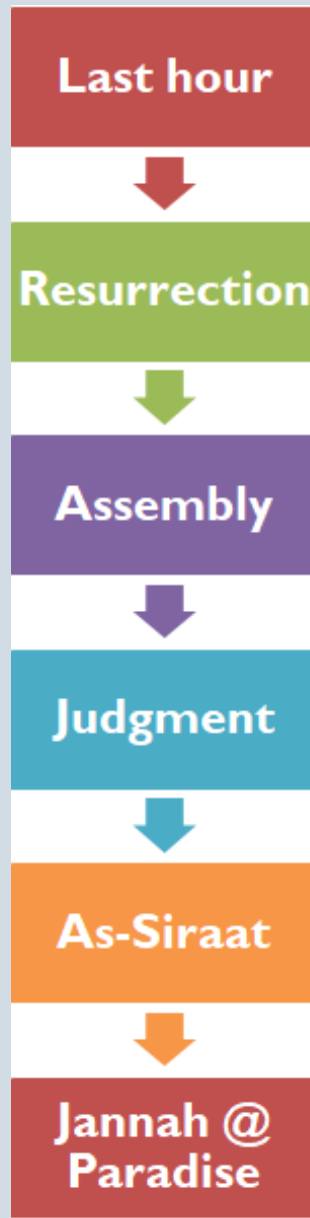 Last hour
Resurrection
Assembly
Judgment
As-Siraat
Jannah @
Paradise